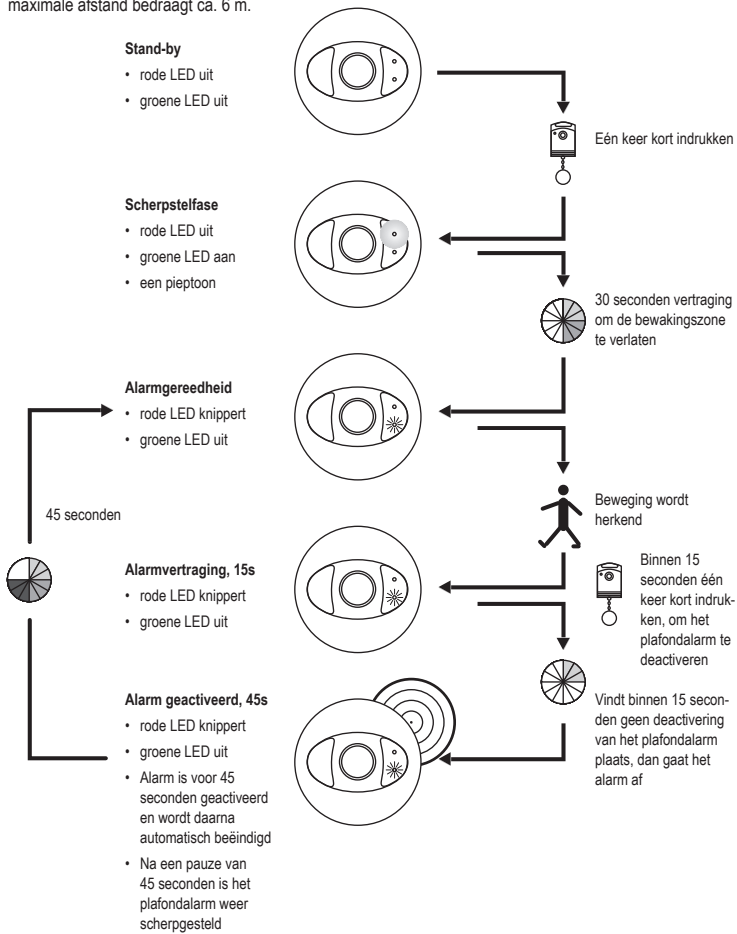 maximale afstand bedraagt ca. 6 m.
Stand-by
• rode LED uit
• groene LED uit
Eén keer kort indrukken
Scherpstelfase
• rode LED uit
• groene LED aan
• een pieptoon
30 seconden vertraging
om de bewakingszone
te verlaten
Alarmgereedheid
• rode LED knippert
• groene LED uit
45 seconden
Beweging wordt
herkend
Alarmvertraging, 15s
• rode LED knippert
• groene LED uit
Binnen 15
seconden één
keer kort indruk-
ken, om het
plafondalarm te
deactiveren
Alarm geactiveerd, 45s
• rode LED knippert
• groene LED uit
• Alarm is voor 45
seconden geactiveerd
en wordt daarna
automatisch beëindigd
• Na een pauze van
45 seconden is het
plafondalarm weer
scherpgesteld
Vindt binnen 15 secon-
den geen deactivering
van het plafondalarm
plaats, dan gaat het
alarm af